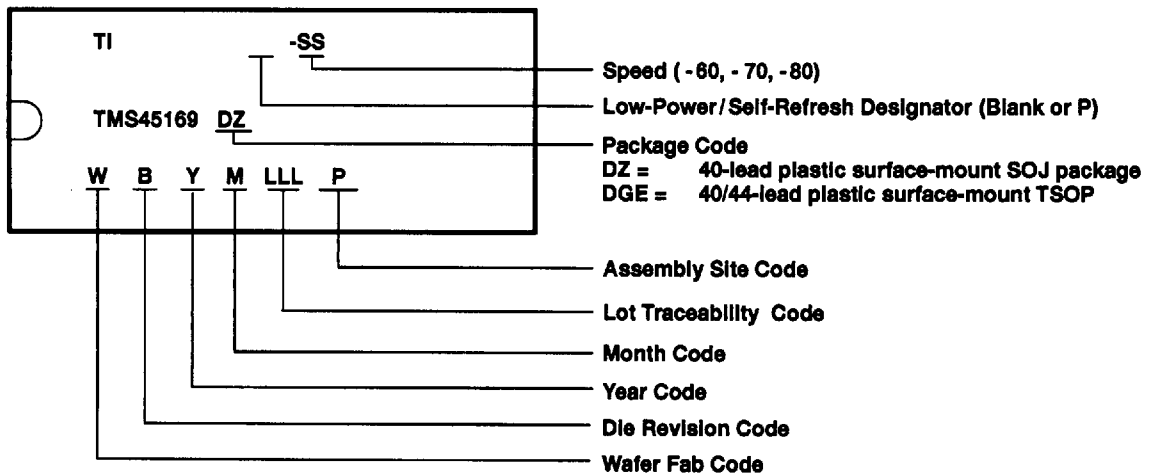 TI -SS
Speed ( -60, - 70, -80)
Low-Power/Self-Refresh Designator (Blank or P)
TMS45169 DZ
Package Code
DZ = 40-lead plastic surface-mount SOJ package
DGE = 40/44-lead plastic surface-mount TSOP
W B Y M LLL P
Assembly Site Code
Lot Traceability Code
Month Code
Year Code
Die Revision Code
Wafer Fab Code